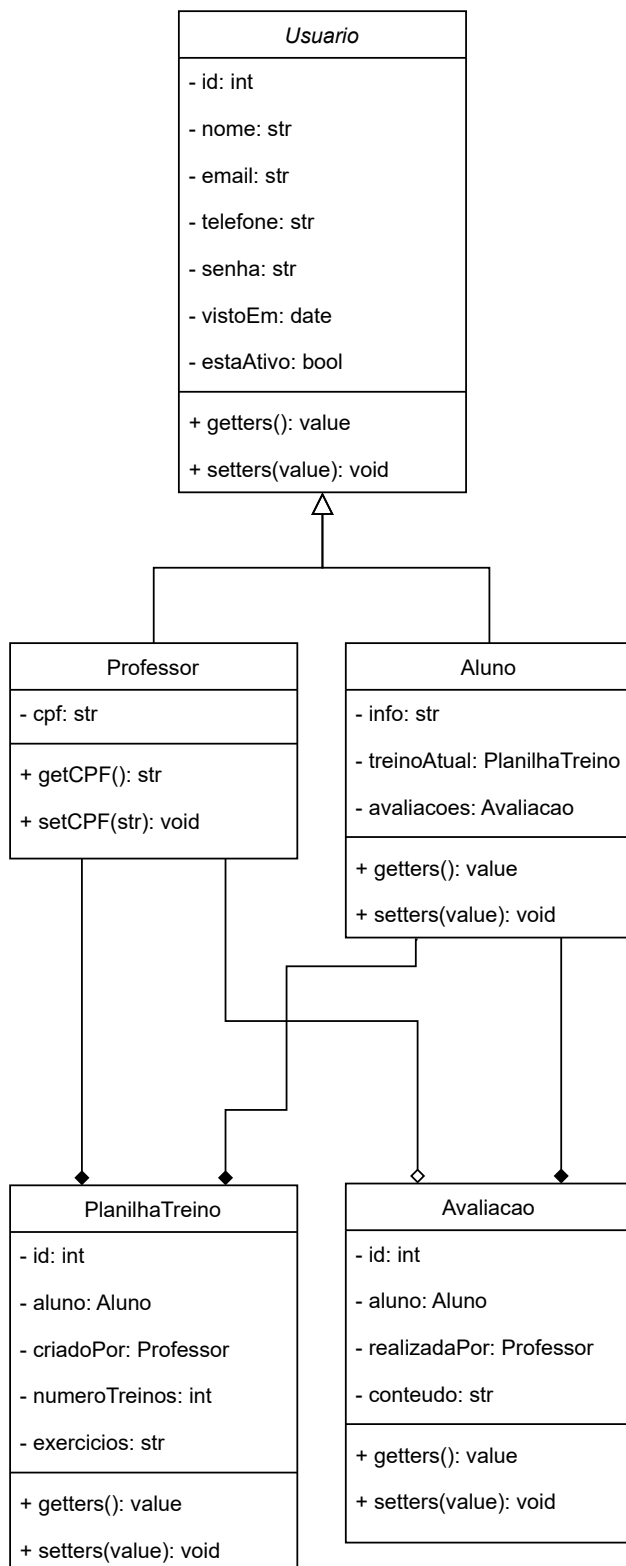 Usuario
- id: int
- nome: str
- email: str
- telefone: str
- senha: str
- vistoEm: date
- estaAtivo: bool
+ getters(): value
+ setters(value): void
Professor
- cpf: str
+ getCPF(): str
+ setCPF(str): void
Aluno
- info: str
- treinoAtual: PlanilhaTreino
- avaliacoes: Avaliacao
+ getters(): value
+ setters(value): void
PlanilhaTreino
- id: int
- aluno: Aluno
- criadoPor: Professor
- numeroTreinos: int
- exercicios: str
+ getters(): value
+ setters(value): void
Avaliacao
- id: int
- aluno: Aluno
- realizadaPor: Professor
- conteudo: str
+ getters(): value
+ setters(value): void